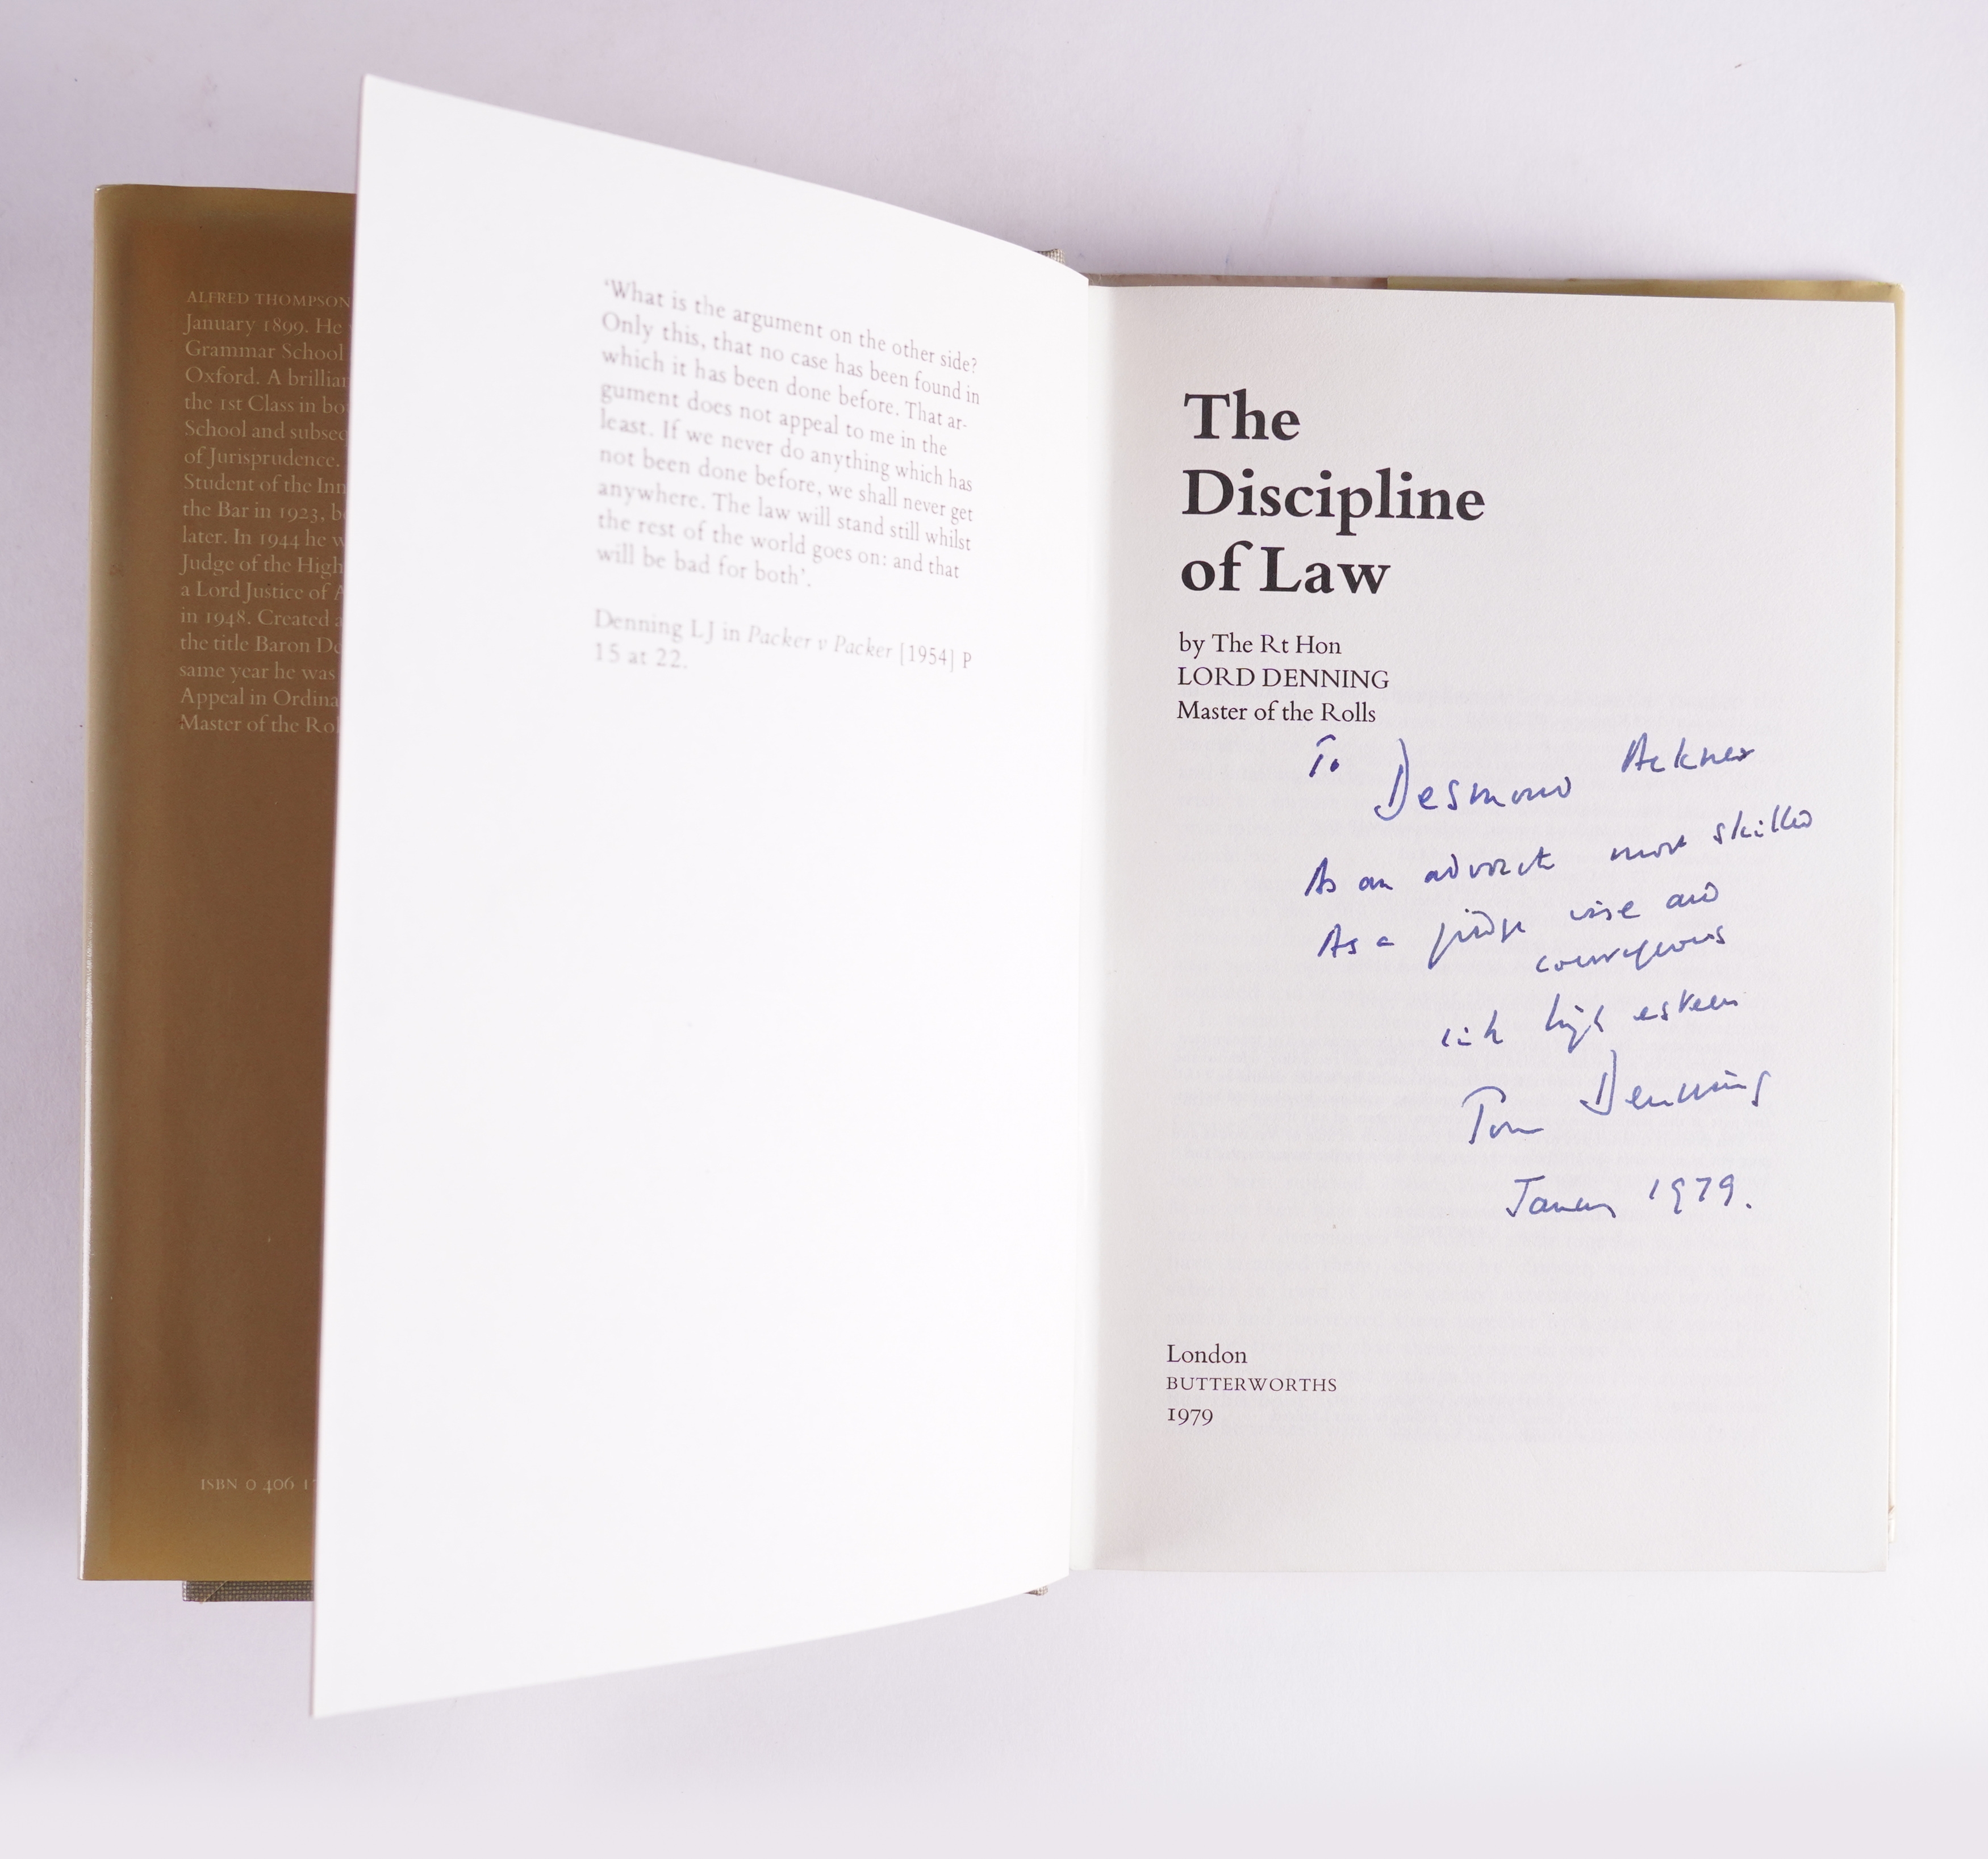 ALFRED THOMPSON
January 1899. He
Grammar School
Oxford. A brillian
the 1st Class in bo
School and subseq
of Jurisprudence.
Student of the Inn
the Bar in 1923, b
later. In 1944 he w
Judge of the High
a Lord Justice of A
in 1948. Created a
the title Baron De
same year he was
Appeal in Ordina
Master of the Rol
ISBN 0 406 17
‘What is the argument on the other side?
Only this, that no case has been found in
which it has been done before. That ar-
gument does not appeal to me in the
least. If we never do anything which has
not been done before, we shall never get
anywhere. The law will stand still whilst
the rest of the world goes on: and that
will be bad for both’.
Denning LJ in Packer v Packer [1954] P
15 at 22.
The
Discipline
of Law
by The Rt Hon
LORD DENNING
Master of the Rolls
To Desmond Ackner
As an advocate most skilled
As a judge wise and
courageous
with high esteem
Tom Denning
January 1979.
London
BUTTERWORTHS
1979